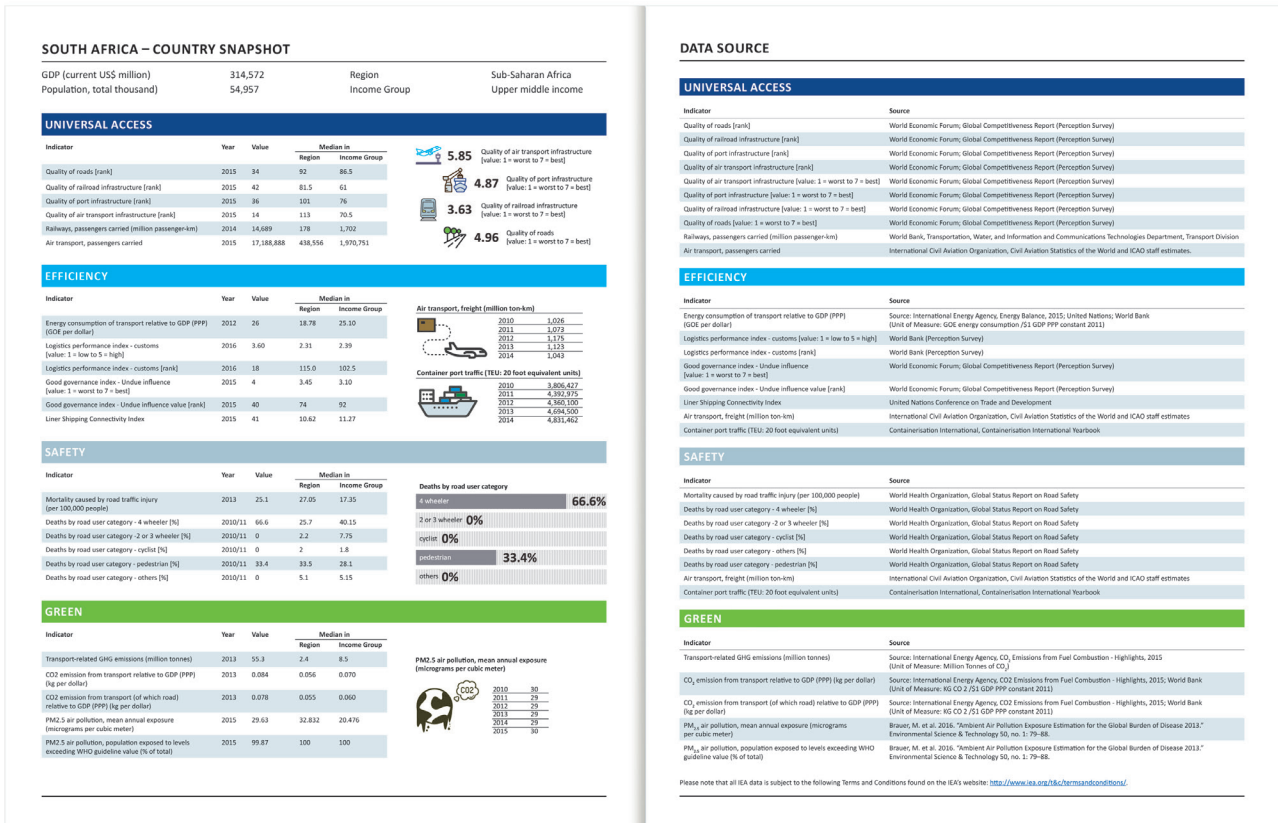 SOUTH AFRICA – COUNTRY SNAPSHOT
GDP (current US$ million) 314,572 Region Sub-Saharan Africa
Population, total thousand) 54,957 Income Group Upper middle income
UNIVERSAL ACCESS
Indicator Year Value Median in
Region Income Group
Quality of roads [rank] 2015 34 92 86.5
Quality of railroad infrastructure [rank] 2015 42 81.5 61
Quality of port infrastructure [rank] 2015 36 101 76
Quality of air transport infrastructure [rank] 2015 14 113 70.5
Railways, passengers carried (million passenger-km) 2014 14,689 178 1,702
Air transport, passengers carried 2015 17,188,888 438,556 1,970,751
5.85 Quality of air transport infrastructure
[value: 1 = worst to 7 = best]
4.87 Quality of port infrastructure
[value: 1 = worst to 7 = best]
3.63 Quality of railroad infrastructure
[value: 1 = worst to 7 = best]
4.96 Quality of roads
[value: 1 = worst to 7 = best]
EFFICIENCY
Indicator Year Value Median in
Region Income Group
Energy consumption of transport relative to GDP (PPP) 2012 26 18.78 25.10
(GOE per dollar)
Logistics performance index - customs 2016 3.60 2.31 2.39
[value: 1 = low to 5 = high]
Logistics performance index - customs [rank] 2016 18 115.0 102.5
Good governance index - Undue influence 2015 4 3.45 3.10
[value: 1 = worst to 7 = best]
Good governance index - Undue influence value [rank] 2015 40 74 92
Liner Shipping Connectivity Index 2015 41 10.62 11.27
Air transport, freight (million ton-km)
2010 1,026
2011 1,073
2012 1,175
2013 1,123
2014 1,043
Container port traffic (TEU: 20 foot equivalent units)
2010 3,806,427
2011 4,392,975
2012 4,360,100
2013 4,694,500
2014 4,831,462
SAFETY
Indicator Year Value Median in
Region Income Group
Mortality caused by road traffic injury 2013 25.1 27.05 17.35
(per 100,000 people)
Deaths by road user category - 4 wheeler [%] 2010/11 66.6 25.7 40.15
Deaths by road user category -2 or 3 wheeler [%] 2010/11 0 2.2 7.75
Deaths by road user category - cyclist [%] 2010/11 0 2 1.8
Deaths by road user category - pedestrian [%] 2010/11 33.4 33.5 28.1
Deaths by road user category - others [%] 2010/11 0 5.1 5.15
Deaths by road user category
4 wheeler 66.6%
2 or 3 wheeler 0%
cyclist 0%
pedestrian 33.4%
others 0%
GREEN
Indicator Year Value Median in
Region Income Group
Transport-related GHG emissions (million tonnes) 2013 55.3 2.4 8.5
CO2 emission from transport relative to GDP (PPP) 2013 0.084 0.056 0.070
(kg per dollar)
CO2 emission from transport (of which road) 2013 0.078 0.055 0.060
relative to GDP (PPP) (kg per dollar)
PM2.5 air pollution, mean annual exposure 2015 29.63 32.832 20.476
(micrograms per cubic meter)
PM2.5 air pollution, population exposed to levels 2015 99.87 100 100
exceeding WHO guideline value (% of total)
PM2.5 air pollution, mean annual exposure
(micrograms per cubic meter)
CO2
2010 30
2011 29
2012 29
2013 29
2014 29
2015 30
DATA SOURCE
UNIVERSAL ACCESS
Indicator Source
Quality of roads [rank] World Economic Forum; Global Competitiveness Report (Perception Survey)
Quality of railroad infrastructure [rank] World Economic Forum; Global Competitiveness Report (Perception Survey)
Quality of port infrastructure [rank] World Economic Forum; Global Competitiveness Report (Perception Survey)
Quality of air transport infrastructure [rank] World Economic Forum; Global Competitiveness Report (Perception Survey)
Quality of air transport infrastructure [value: 1 = worst to 7 = best] World Economic Forum; Global Competitiveness Report (Perception Survey)
Quality of port infrastructure [value: 1 = worst to 7 = best] World Economic Forum; Global Competitiveness Report (Perception Survey)
Quality of railroad infrastructure [value: 1 = worst to 7 = best] World Economic Forum; Global Competitiveness Report (Perception Survey)
Quality of roads [value: 1 = worst to 7 = best] World Economic Forum; Global Competitiveness Report (Perception Survey)
Railways, passengers carried (million passenger-km) World Bank, Transportation, Water, and Information and Communications Technologies Department, Transport Division
Air transport, passengers carried International Civil Aviation Organization, Civil Aviation Statistics of the World and ICAO staff estimates.
EFFICIENCY
Indicator Source
Energy consumption of transport relative to GDP (PPP) Source: International Energy Agency, Energy Balance, 2015; United Nations; World Bank
(GOE per dollar) (Unit of Measure: GOE energy consumption /$1 GDP PPP constant 2011)
Logistics performance index - customs [value: 1 = low to 5 = high] World Bank (Perception Survey)
Logistics performance index - customs [rank] World Bank (Perception Survey)
Good governance index - Undue influence World Economic Forum; Global Competitiveness Report (Perception Survey)
[value: 1 = worst to 7 = best]
Good governance index - Undue influence value [rank] World Economic Forum; Global Competitiveness Report (Perception Survey)
Liner Shipping Connectivity Index United Nations Conference on Trade and Development
Air transport, freight (million ton-km) International Civil Aviation Organization, Civil Aviation Statistics of the World and ICAO staff estimates
Container port traffic (TEU: 20 foot equivalent units) Containerisation International, Containerisation International Yearbook
SAFETY
Indicator Source
Mortality caused by road traffic injury (per 100,000 people) World Health Organization, Global Status Report on Road Safety
Deaths by road user category - 4 wheeler [%] World Health Organization, Global Status Report on Road Safety
Deaths by road user category -2 or 3 wheeler [%] World Health Organization, Global Status Report on Road Safety
Deaths by road user category - cyclist [%] World Health Organization, Global Status Report on Road Safety
Deaths by road user category - others [%] World Health Organization, Global Status Report on Road Safety
Deaths by road user category - pedestrian [%] World Health Organization, Global Status Report on Road Safety
Air transport, freight (million ton-km) International Civil Aviation Organization, Civil Aviation Statistics of the World and ICAO staff estimates
Container port traffic (TEU: 20 foot equivalent units) Containerisation International, Containerisation International Yearbook
GREEN
Indicator Source
Transport-related GHG emissions (million tonnes) Source: International Energy Agency, CO2 Emissions from Fuel Combustion - Highlights, 2015
(Unit of Measure: Million Tonnes of CO2)
CO2 emission from transport relative to GDP (PPP) (kg per dollar) Source: International Energy Agency, CO2 Emissions from Fuel Combustion - Highlights, 2015; World Bank
(Unit of Measure: KG CO 2 /$1 GDP PPP constant 2011)
CO2 emission from transport (of which road) relative to GDP (PPP) Source: International Energy Agency, CO2 Emissions from Fuel Combustion - Highlights, 2015; World Bank
(kg per dollar) (Unit of Measure: KG CO 2 /$1 GDP PPP constant 2011)
PM2.5 air pollution, mean annual exposure (micrograms Brauer, M. et al. 2016. “Ambient Air Pollution Exposure Estimation for the Global Burden of Disease 2013.”
per cubic meter) Environmental Science & Technology 50, no. 1: 79–88.
PM2.5 air pollution, population exposed to levels exceeding WHO Brauer, M. et al. 2016. “Ambient Air Pollution Exposure Estimation for the Global Burden of Disease 2013.”
guideline value (% of total) Environmental Science & Technology 50, no. 1: 79–88.
Please note that all IEA data is subject to the following Terms and Conditions found on the IEA's website: http://www.iea.org/t&c/termsandconditions/.